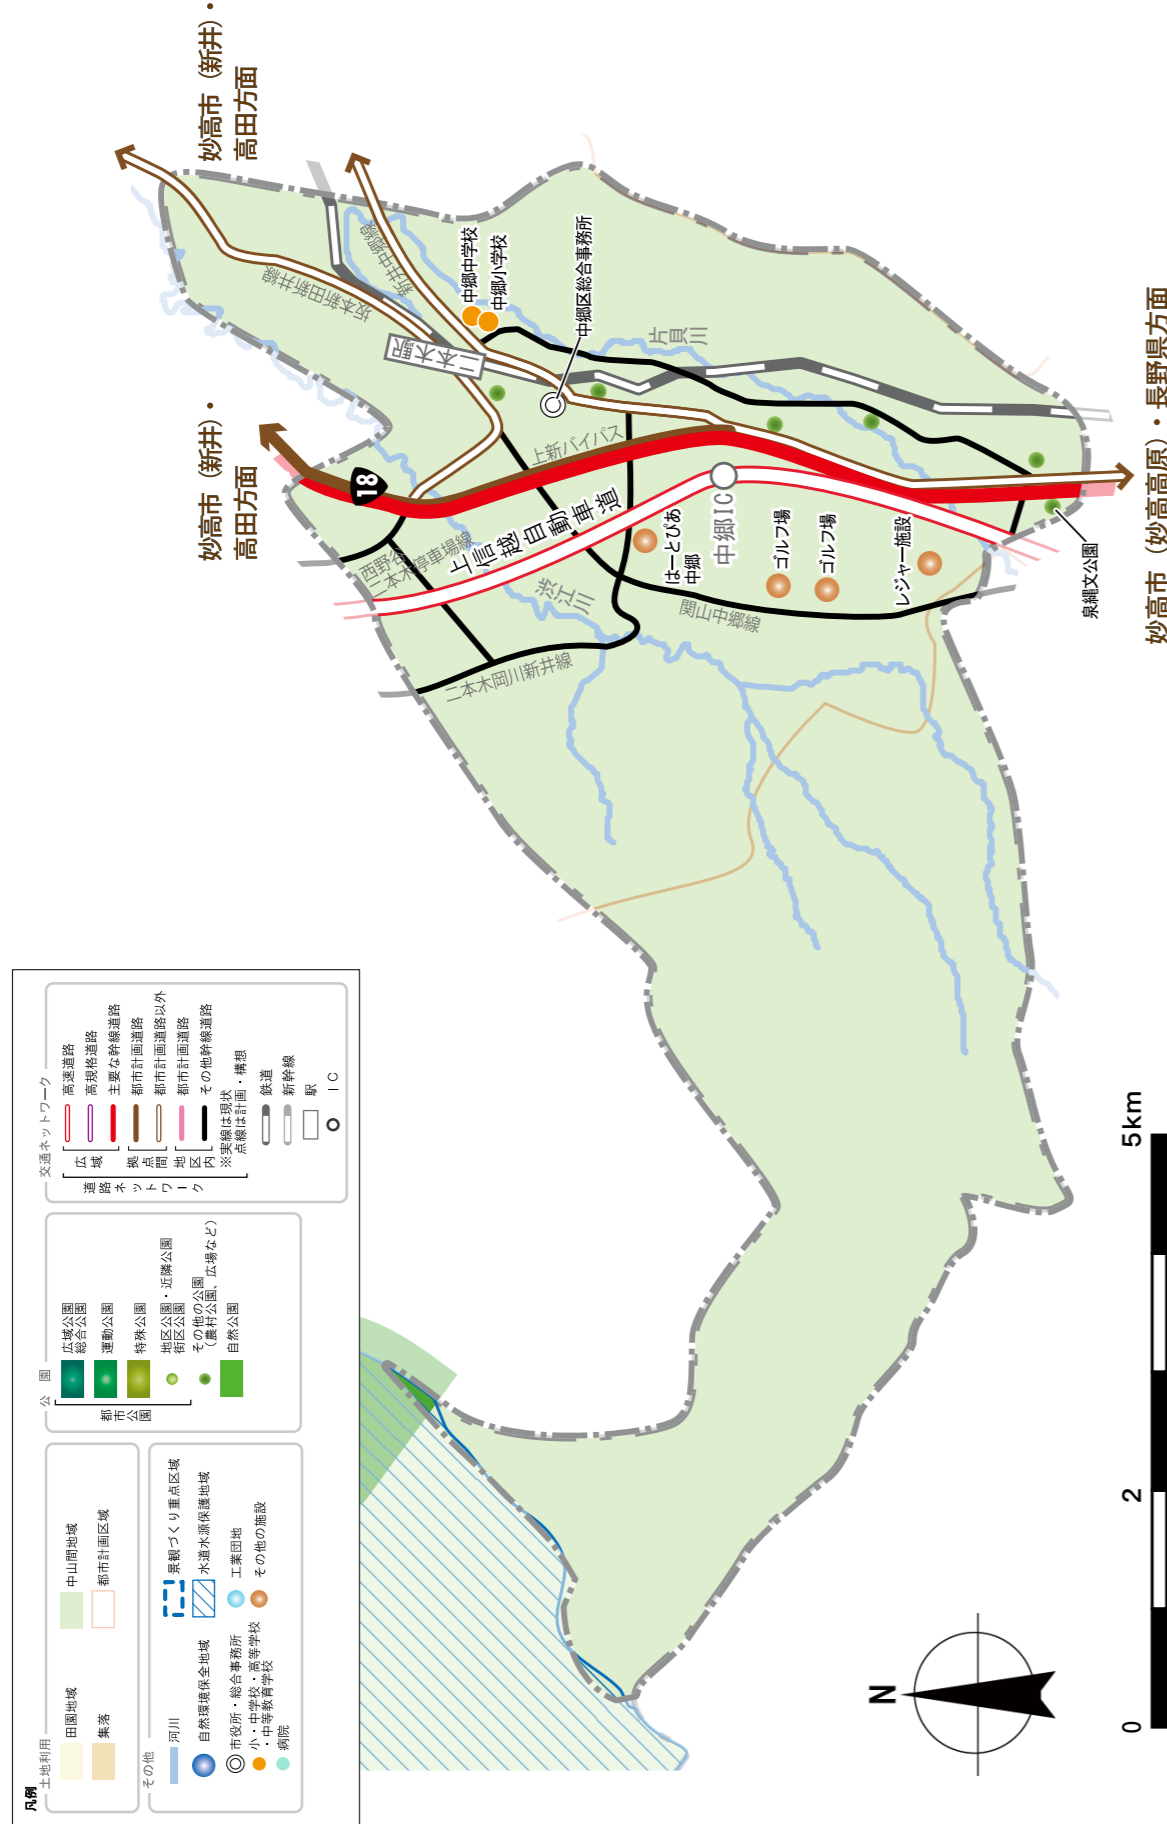 妙高市（新井）・
高田方面
妙高市（新井）・
高田方面
坂本新田新井線
新井中郷線
二本木駅
中郷中学校
中郷小学校
中郷区総合事務所
片貝川
18
上新バイパス
西野谷
二本木停車場線
上信越自動車道
渋江川
二本木岡川新井線
関山中郷線
はーとぴあ
中郷
中郷IC
ゴルフ場
ゴルフ場
レジャー施設
泉縄文公園
妙高市（妙高高原）・長野県方面
凡例
土地利用
田園地域
中山間地域
集落
都市計画区域
その他
河川
景観づくり重点区域
自然環境保全地域
水道水源保護地域
市役所・総合事務所
工業団地
小・中学校・高等学校
・中等教育学校
その他の施設
病院
公園
都市公園
広域公園
総合公園
運動公園
特殊公園
地区公園・近隣公園
街区公園
その他の公園
（農村公園、広場など）
自然公園
交通ネットワーク
道路ネットワーク
広域
高速道路
高規格道路
主要な幹線道路
拠点間
都市計画道路
都市計画道路以外
地区内
都市計画道路
その他幹線道路
※実線は現状
点線は計画・構想
鉄道
新幹線
駅
ＩＣ
N
0
2
5km